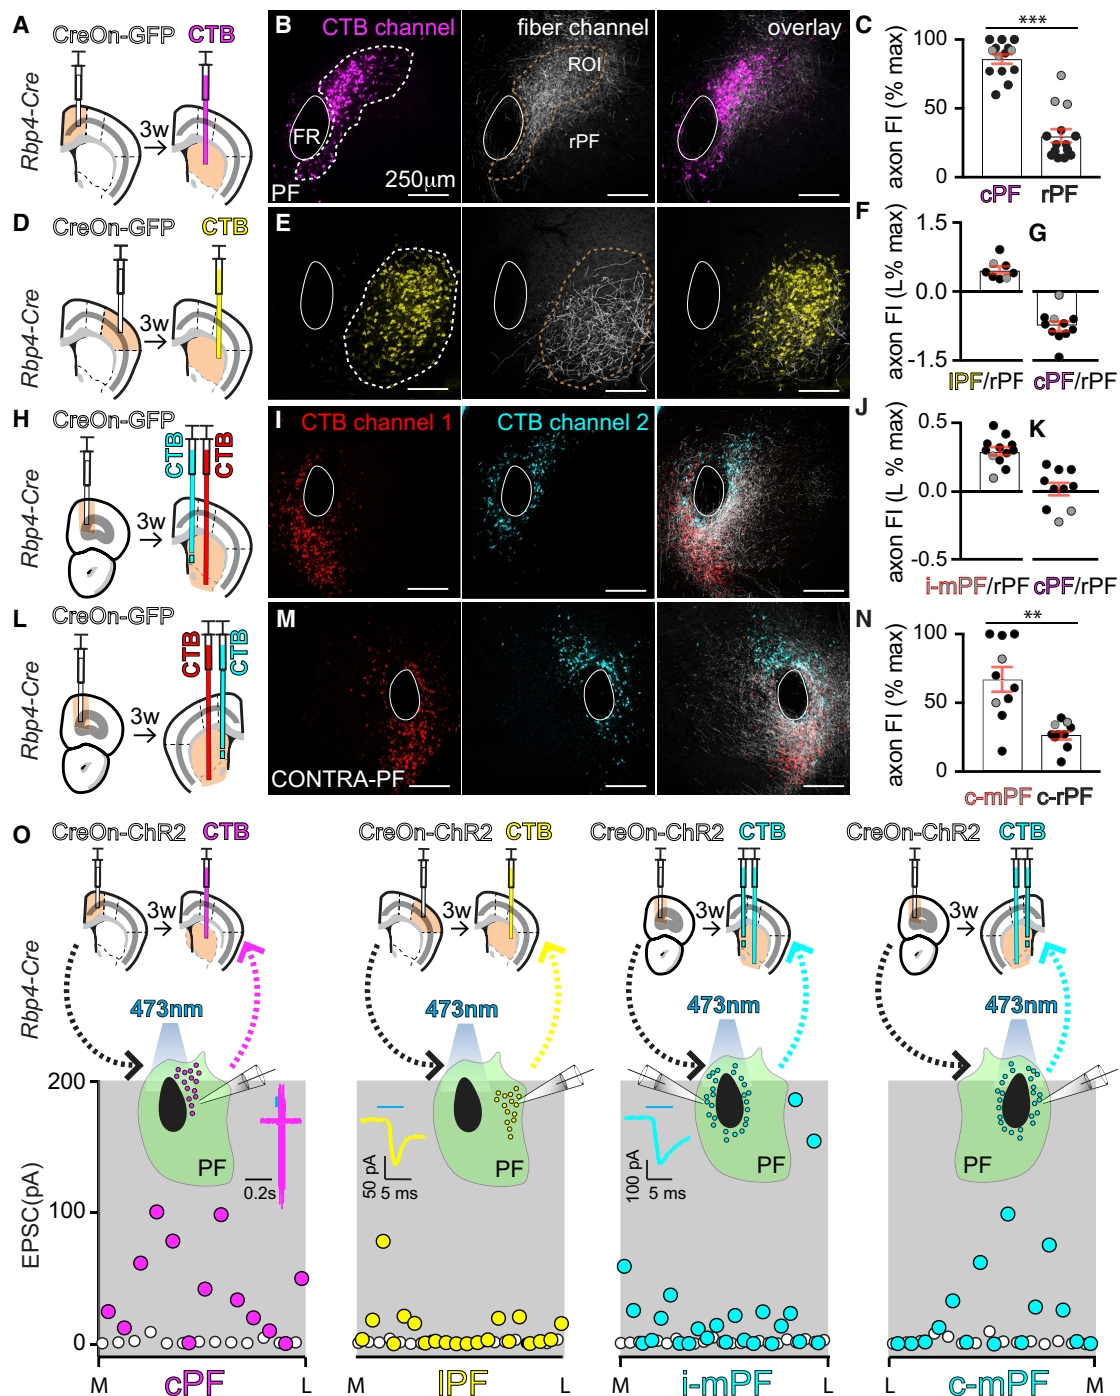 A
CreOn-GFP CTB
Rbp4-Cre
3w
B
CTB channel
FR
PF
250µm
fiber channel
ROI
rPF
overlay
C
***
axon FI (% max)
100
50
0
cPF rPF
D
CreOn-GFP CTB
Rbp4-Cre
3w
E
F
G
axon FI (L% max)
1.5
0.0
-1.5
lPF/rPF cPF/rPF
H
CreOn-GFP
Rbp4-Cre
3w
CTB
CTB
I
CTB channel 1
CTB channel 2
J
K
axon FI (L % max)
0.5
0.0
-0.5
i-mPF/rPF cPF/rPF
L
CreOn-GFP
Rbp4-Cre
3w
CTB
CTB
M
CONTRA-PF
N
**
axon FI (% max)
100
50
0
c-mPF c-rPF
O
Rbp4-Cre
CreOn-ChR2 CTB
3w
473nm
PF
0.2s
CreOn-ChR2 CTB
3w
473nm
PF
50 pA
5 ms
CreOn-ChR2 CTB
3w
473nm
PF
100 pA
5 ms
CreOn-ChR2 CTB
3w
473nm
PF
EPSC(pA)
200
100
0
M cPF L
M lPF L
M i-mPF L
L c-mPF M